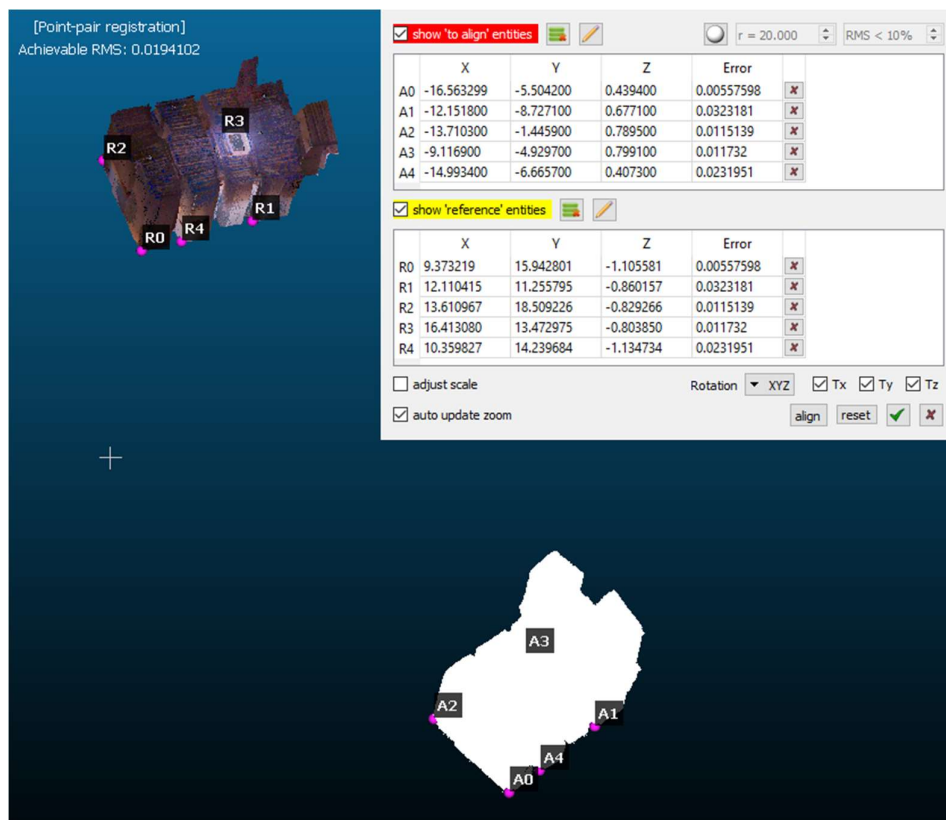 [Point-pair registration]
Achievable RMS: 0.0194102
show 'to align' entities r = 20.000 RMS < 10%
X Y Z Error
A0 -16.563299 -5.504200 0.439400 0.00557598
A1 -12.151800 -8.727100 0.677100 0.0323181
A2 -13.710300 -1.445900 0.789500 0.0115139
A3 -9.116900 -4.929700 0.799100 0.011732
A4 -14.993400 -6.665700 0.407300 0.0231951
show 'reference' entities
X Y Z Error
R0 9.373219 15.942801 -1.105581 0.00557598
R1 12.110415 11.255795 -0.860157 0.0323181
R2 13.610967 18.509226 -0.829266 0.0115139
R3 16.413080 13.472975 -0.803850 0.011732
R4 10.359827 14.239684 -1.134734 0.0231951
adjust scale Rotation XYZ Tx Ty Tz
auto update zoom align reset
R3
R2
R1
R4
R0
A3
A2
A1
A4
A0